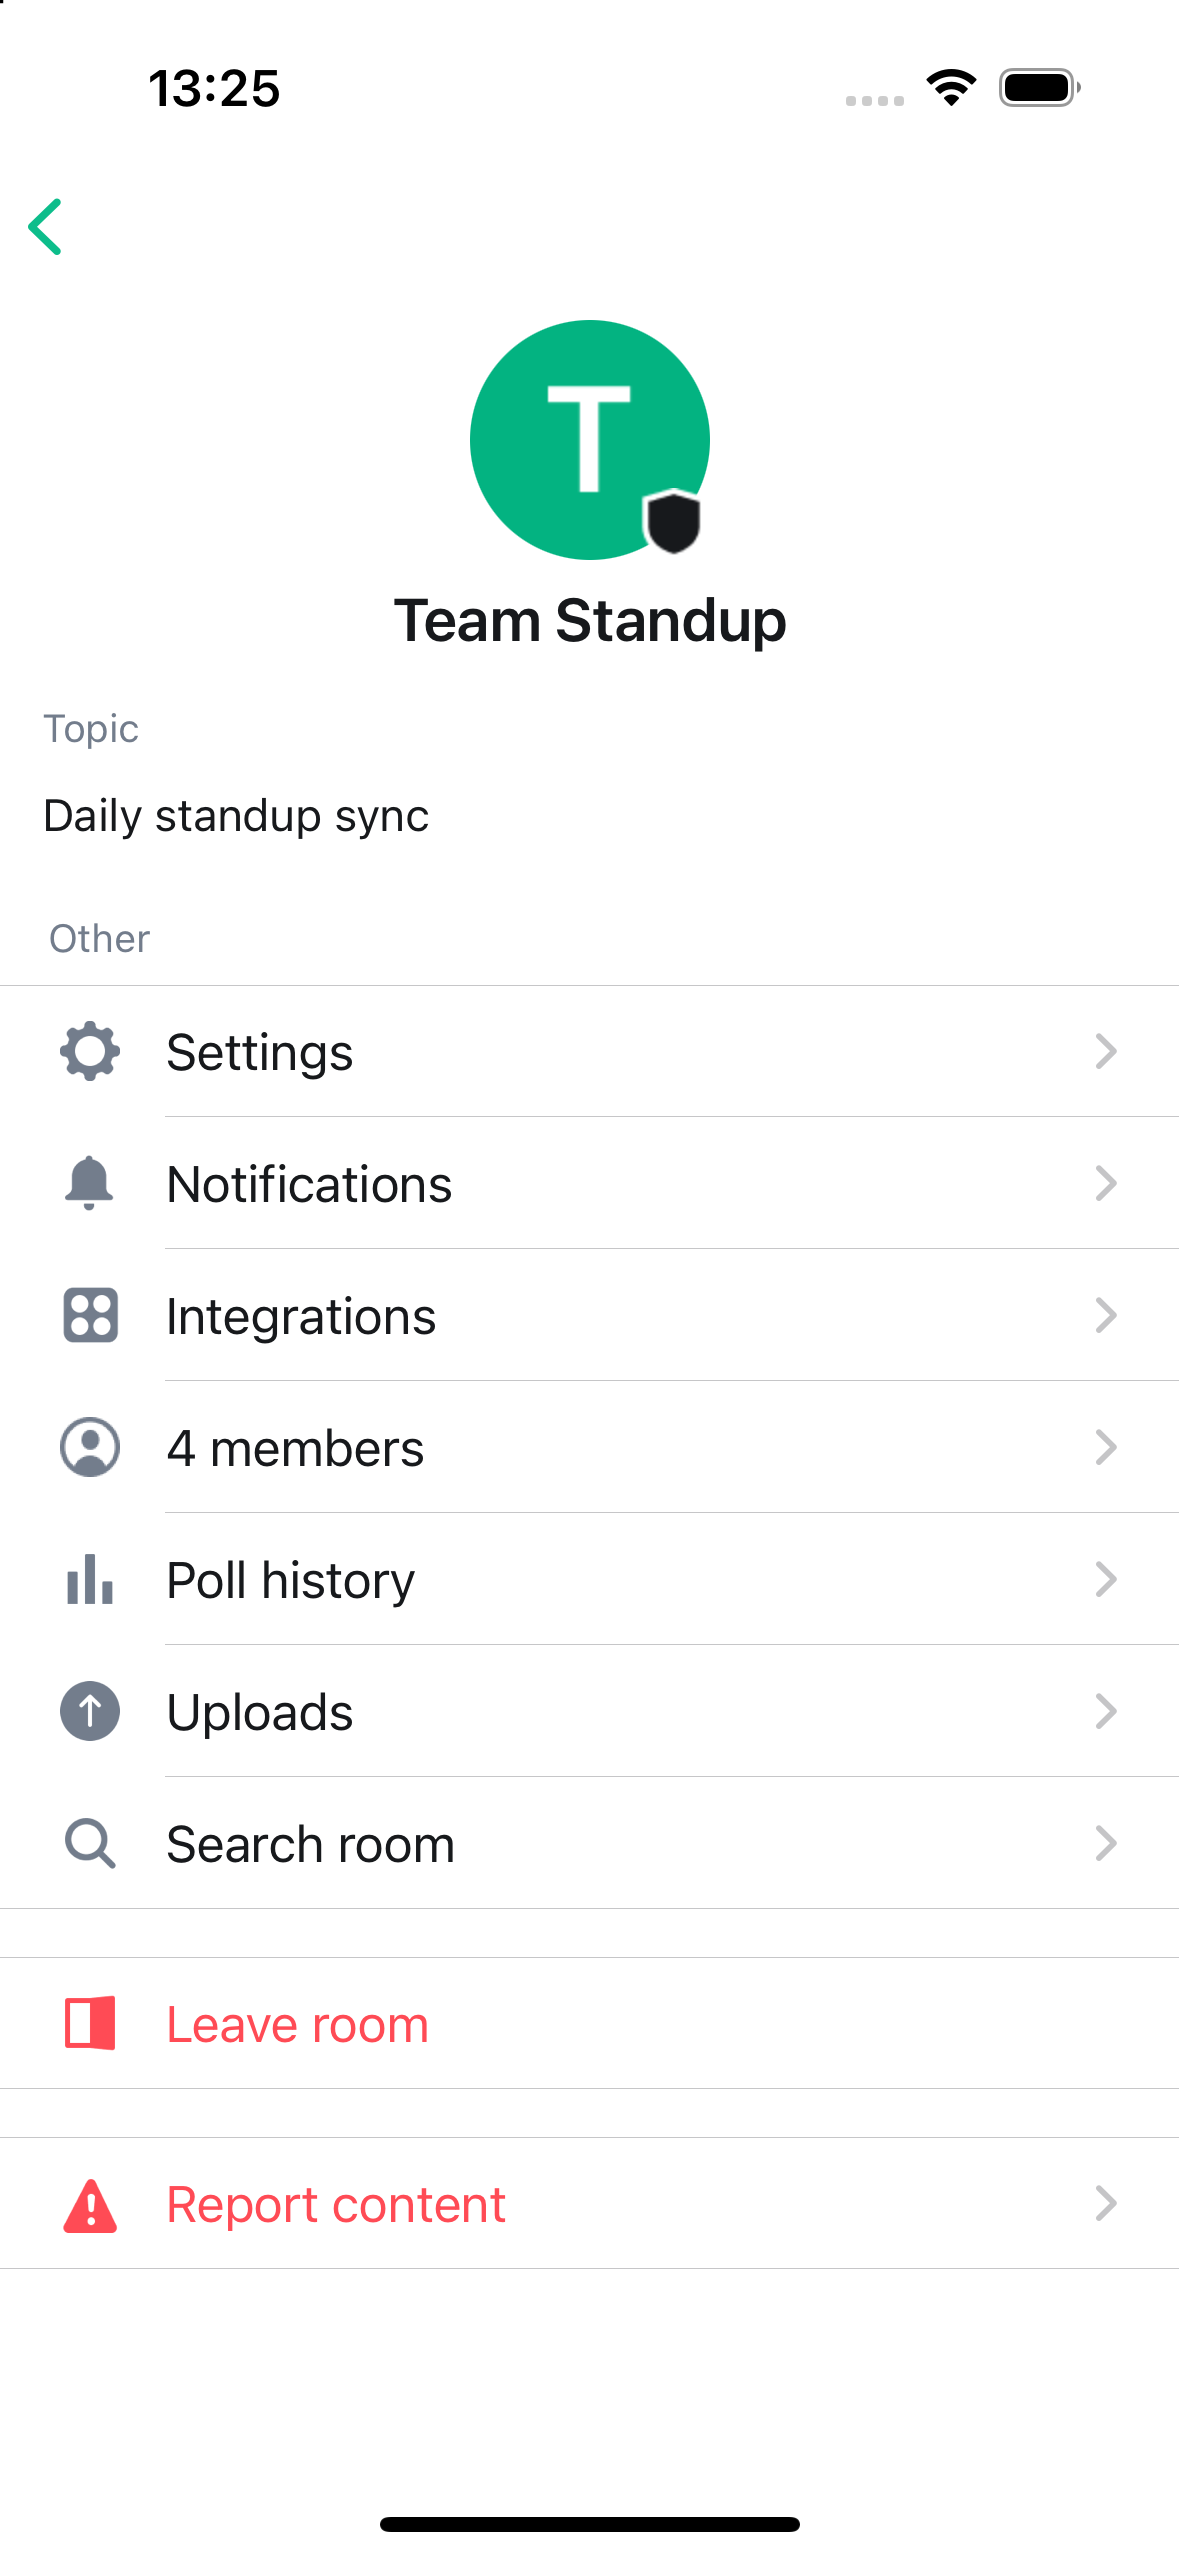 13:25
T
Team Standup
Topic
Daily standup sync
Other
Settings
Notifications
Integrations
4 members
Poll history
Uploads
Search room
Leave room
Report content